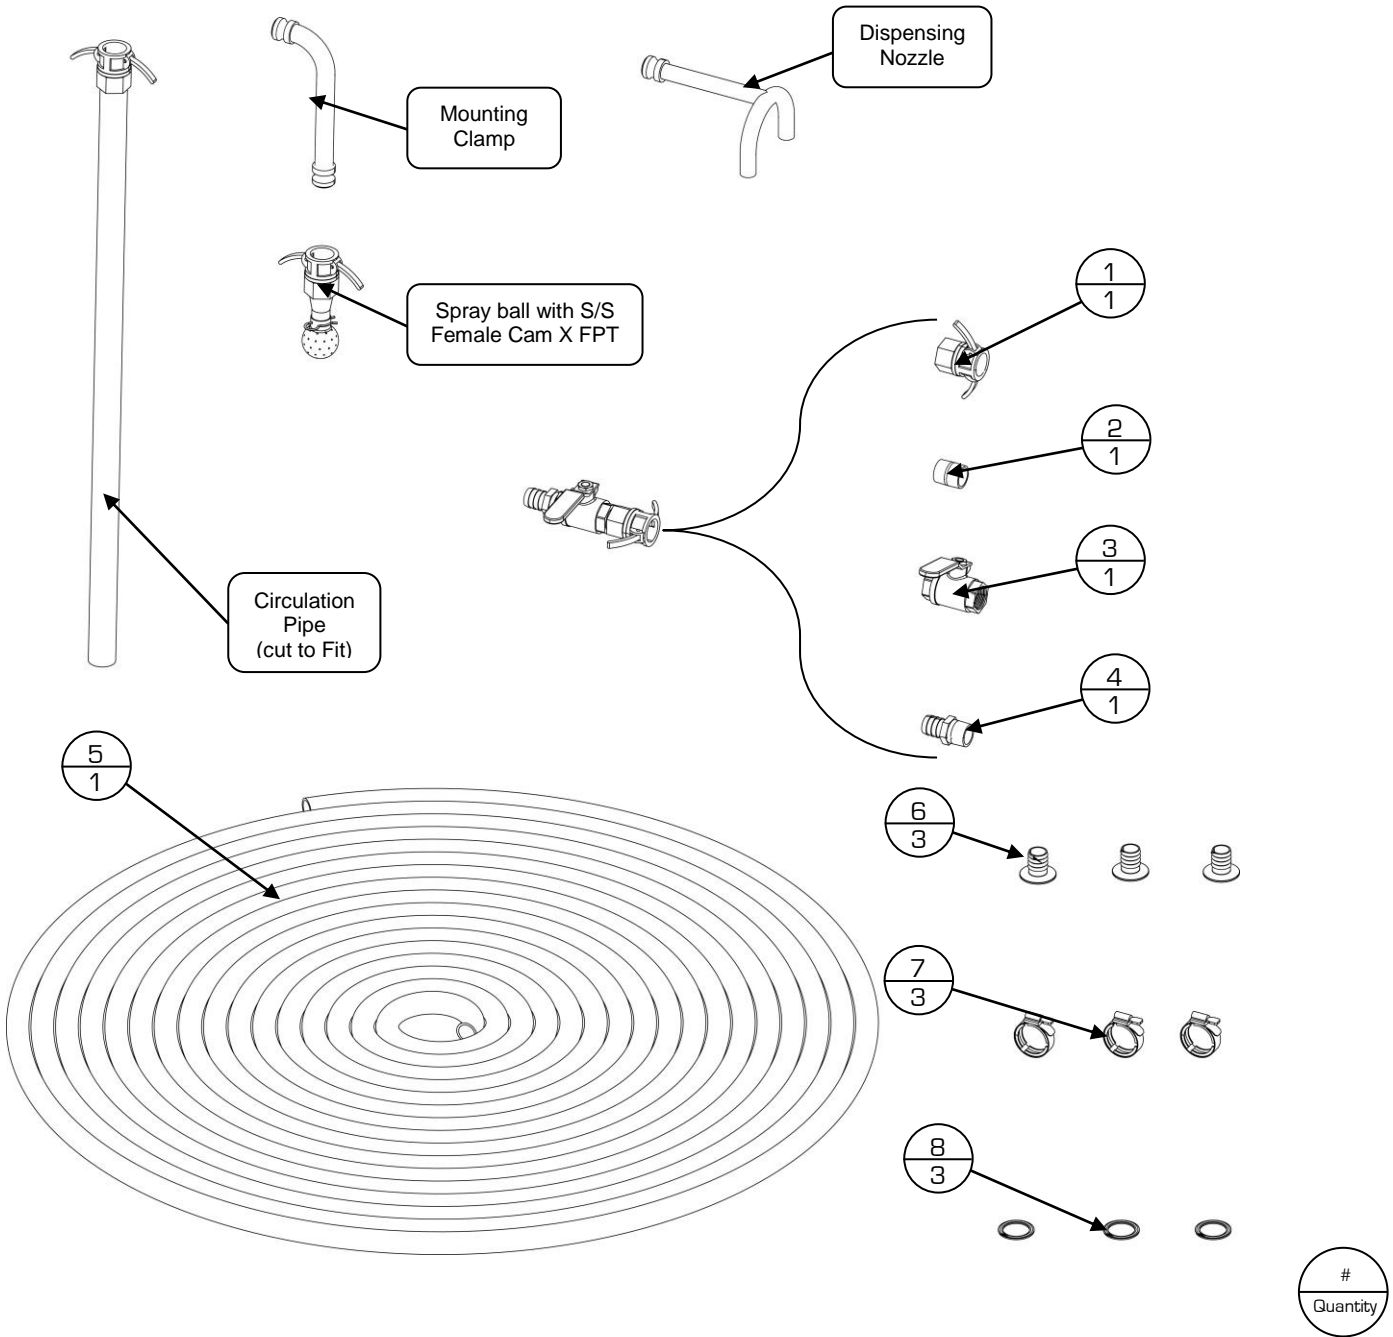 Dispensing
Nozzle
Mounting
Clamp
Spray ball with S/S
Female Cam X FPT
1
1
2
1
3
1
Circulation
Pipe
(cut to Fit)
4
1
5
1
6
3
7
3
8
3
#
Quantity